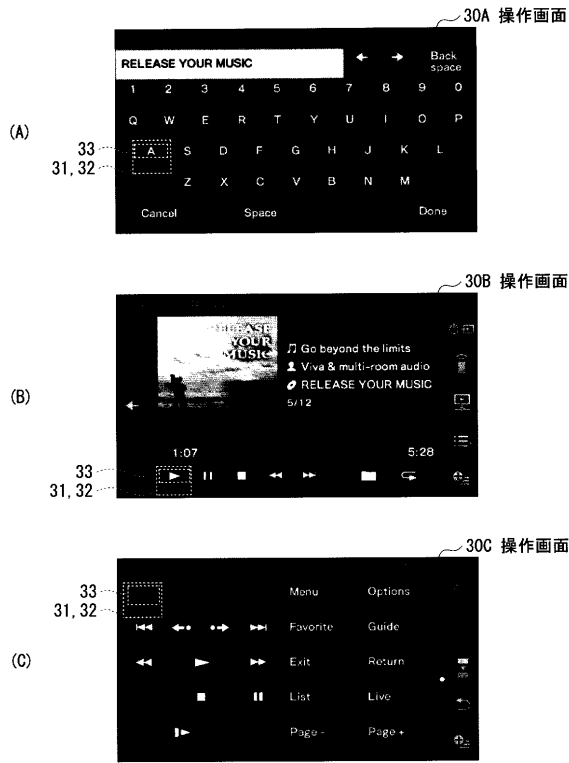 30A 操作画面
RELEASE YOUR MUSIC ← → Back space
1 2 3 4 5 6 7 8 9 0
Q W E R T Y U I O P
(A)
33 A S D F G H J K L
31,32
Z X C V B N M
Cancel Space Done
30B 操作画面
RELEASE
YOUR
MUSIC
Go beyond the limits
Viva & multi-room audio
RELEASE YOUR MUSIC
(B)
5/12
1:07 5:28
33
31,32
30C 操作画面
33 Menu Options
31,32
Favorite Guide
(C)
Exit Return
List Live
Page - Page +